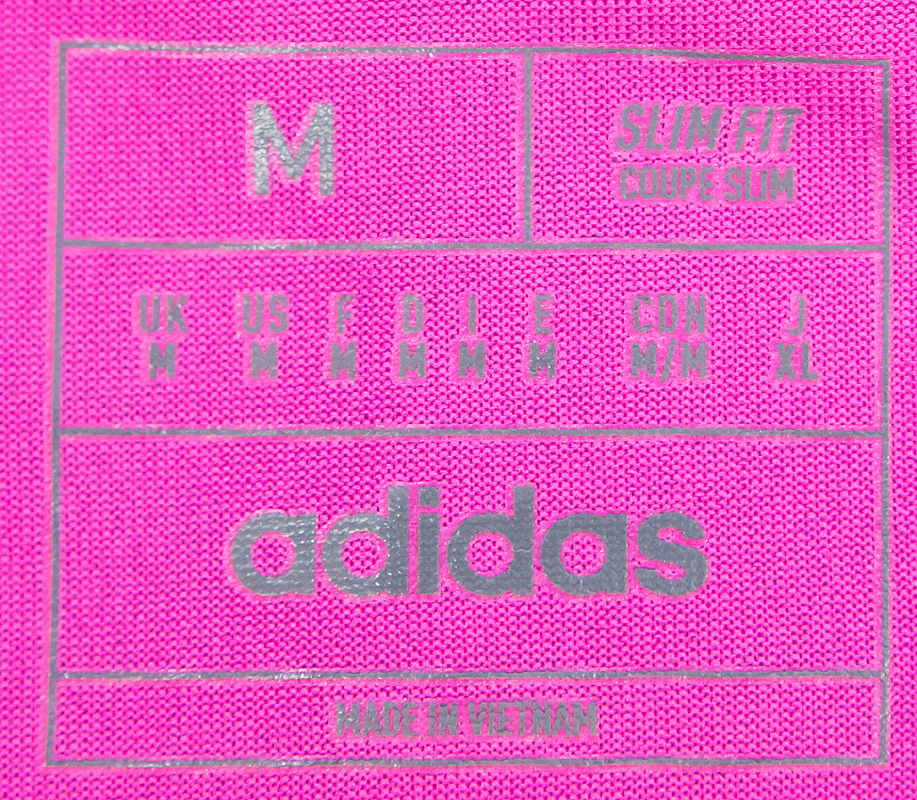 M
SLIM FIT
COUPE SLIM
UK US F D I E CDN J
M M M M M M M/M XL
adidas
MADE IN VIETNAM